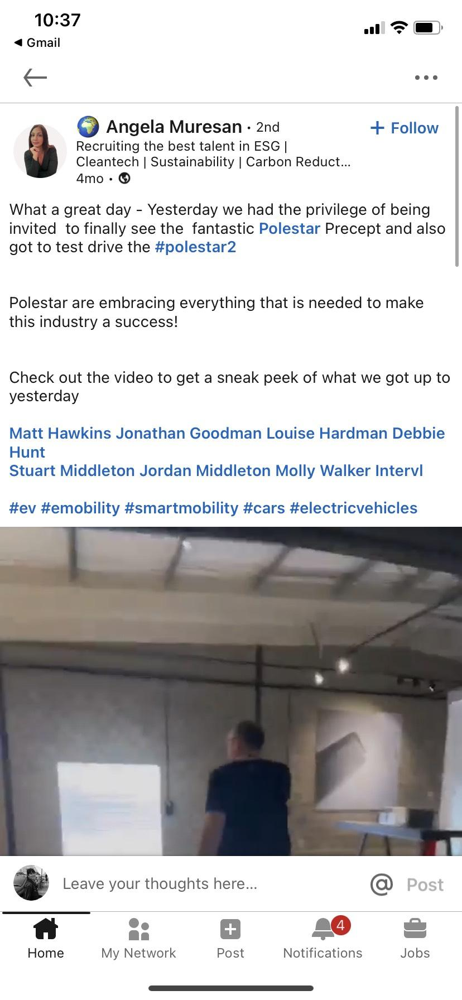 10:37
◀ Gmail
Angela Muresan · 2nd
+ Follow
Recruiting the best talent in ESG |
Cleantech | Sustainability | Carbon Reduct...
4mo ·
What a great day - Yesterday we had the privilege of being
invited  to finally see the  fantastic Polestar Precept and also
got to test drive the #polestar2
Polestar are embracing everything that is needed to make
this industry a success!
Check out the video to get a sneak peek of what we got up to
yesterday
Matt Hawkins Jonathan Goodman Louise Hardman Debbie
Hunt
Stuart Middleton Jordan Middleton Molly Walker Intervl
#ev #emobility #smartmobility #cars #electricvehicles
Leave your thoughts here...
@ Post
4
Home
My Network
Post
Notifications
Jobs